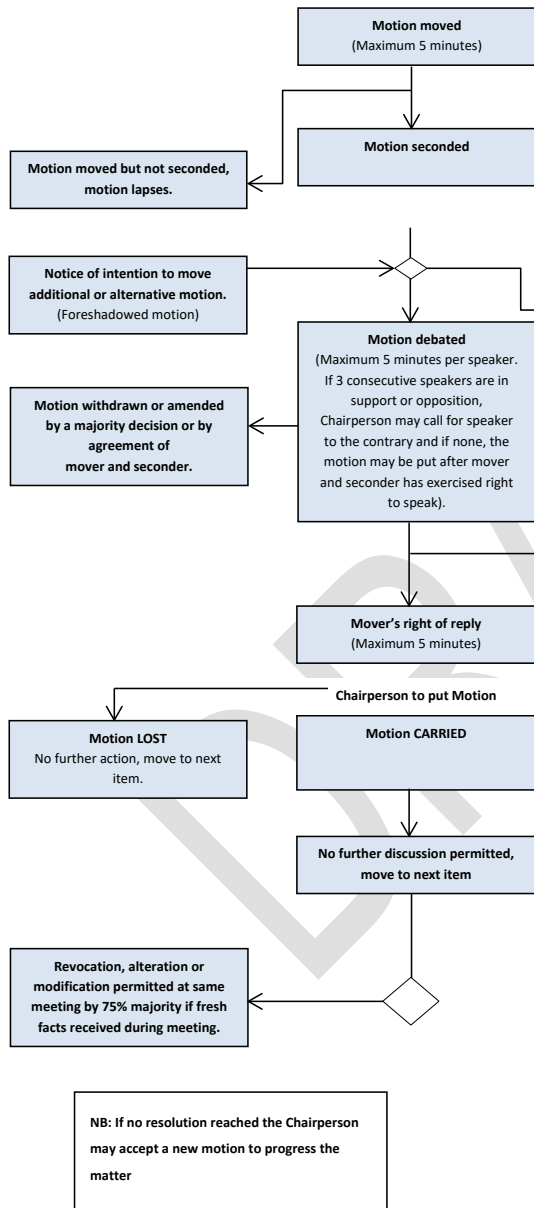 Motion moved
(Maximum 5 minutes)
Motion seconded
Motion moved but not seconded,
motion lapses.
Notice of intention to move
additional or alternative motion.
(Foreshadowed motion)
Motion debated
(Maximum 5 minutes per speaker.
If 3 consecutive speakers are in
support or opposition,
Chairperson may call for speaker
to the contrary and if none, the
motion may be put after mover
and seconder has exercised right
to speak).
Motion withdrawn or amended
by a majority decision or by
agreement of
mover and seconder.
Mover’s right of reply
(Maximum 5 minutes)
Chairperson to put Motion
Motion LOST
No further action, move to next
item.
Motion CARRIED
No further discussion permitted,
move to next item
Revocation, alteration or
modification permitted at same
meeting by 75% majority if fresh
facts received during meeting.
NB: If no resolution reached the Chairperson
may accept a new motion to progress the
matter